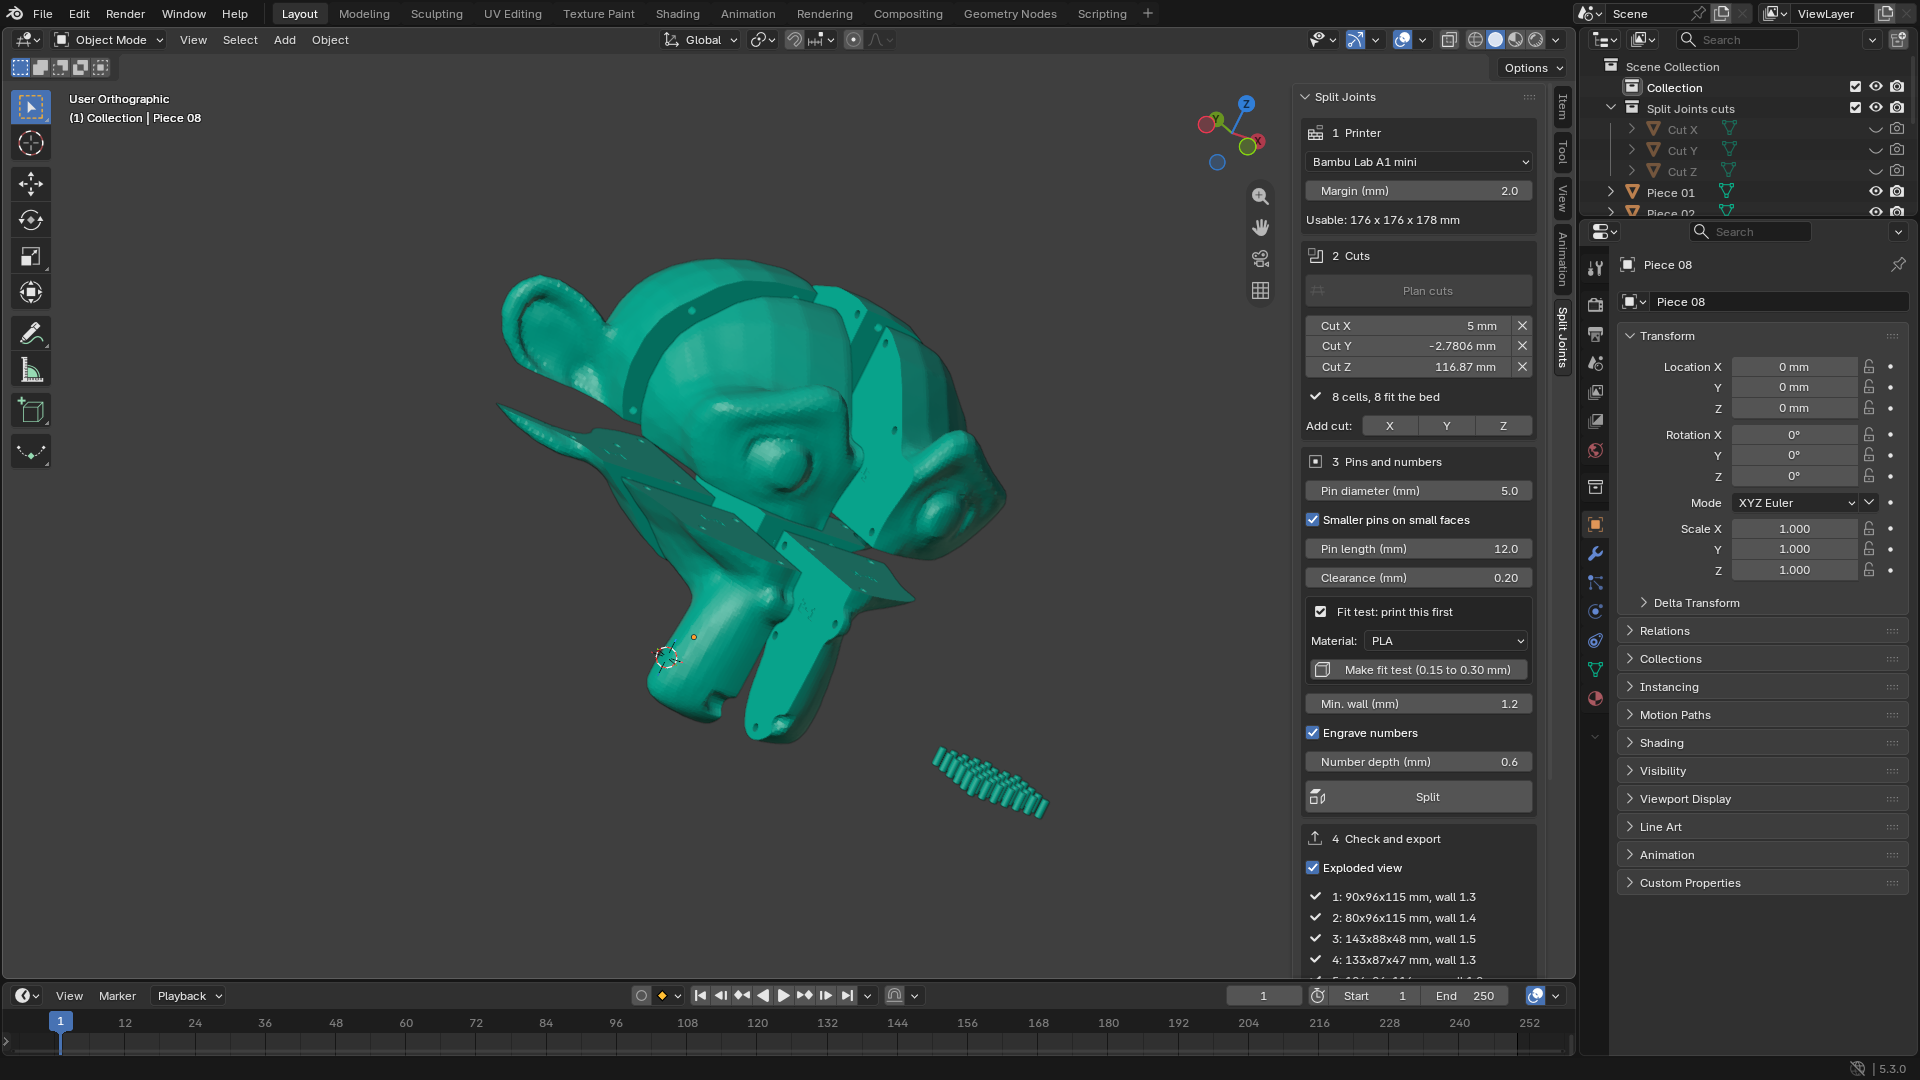 File Edit Render Window Help Layout Modeling Sculpting UV Editing Texture Paint Shading Animation Rendering Compositing Geometry Nodes Scripting + Scene ViewLayer
Object Mode View Select Add Object Global Search
Options
User Orthographic
(1) Collection | Piece 08
Z
Y
X
Split Joints
1 Printer
Bambu Lab A1 mini
Margin (mm) 2.0
Usable: 176 x 176 x 178 mm
2 Cuts
Plan cuts
Cut X 5 mm
Cut Y -2.7806 mm
Cut Z 116.87 mm
8 cells, 8 fit the bed
Add cut: X Y Z
3 Pins and numbers
Pin diameter (mm) 5.0
Smaller pins on small faces
Pin length (mm) 12.0
Clearance (mm) 0.20
Fit test: print this first
Material: PLA
Make fit test (0.15 to 0.30 mm)
Min. wall (mm) 1.2
Engrave numbers
Number depth (mm) 0.6
Split
4 Check and export
Exploded view
1: 90x96x115 mm, wall 1.3
2: 80x96x115 mm, wall 1.4
3: 143x88x48 mm, wall 1.5
4: 133x87x47 mm, wall 1.3
Item
Tool
View
Animation
Split Joints
Scene Collection
Collection
Split Joints cuts
Cut X
Cut Y
Cut Z
Piece 01
Piece 02
Search
Piece 08
Piece 08
Transform
Location X 0 mm
Y 0 mm
Z 0 mm
Rotation X 0°
Y 0°
Z 0°
Mode XYZ Euler
Scale X 1.000
Y 1.000
Z 1.000
Delta Transform
Relations
Collections
Instancing
Motion Paths
Shading
Visibility
Viewport Display
Line Art
Animation
Custom Properties
View Marker Playback 1 Start 1 End 250
1 12 24 36 48 60 72 84 96 108 120 132 144 156 168 180 192 204 216 228 240 252
5.3.0